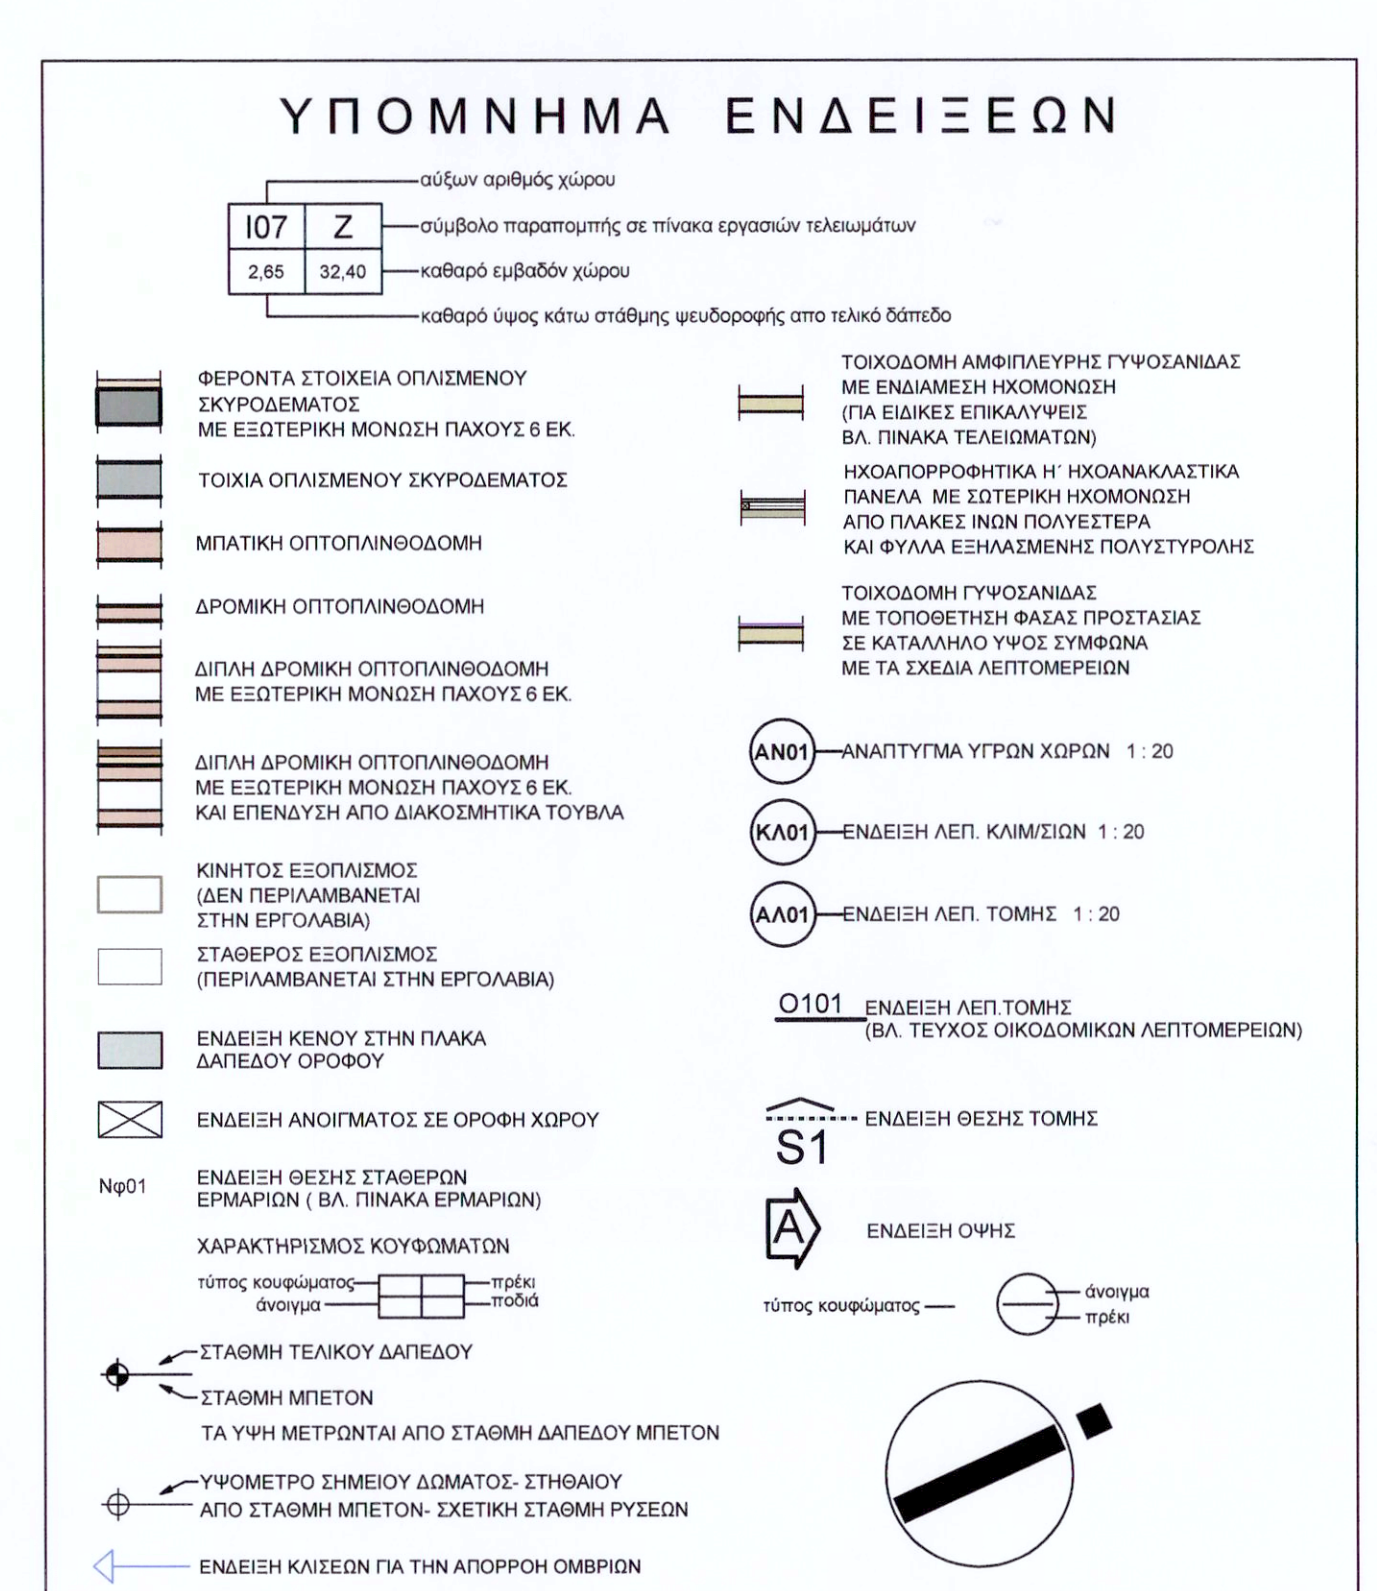 ΥΠΟΜΝΗΜΑ ΕΝΔΕΙΞΕΩΝ
αύξων αριθμός χώρου
Ι07 Ζ
σύμβολο παραπομπής σε πίνακα εργασιών τελειωμάτων
2,65 32,40
καθαρό εμβαδόν χώρου
καθαρό ύψος κάτω στάθμης ψευδοροφής απο τελικό δάπεδο
ΦΕΡΟΝΤΑ ΣΤΟΙΧΕΙΑ ΟΠΛΙΣΜΕΝΟΥ
ΣΚΥΡΟΔΕΜΑΤΟΣ
ΜΕ ΕΞΩΤΕΡΙΚΗ ΜΟΝΩΣΗ ΠΑΧΟΥΣ 6 ΕΚ.
ΤΟΙΧΙΑ ΟΠΛΙΣΜΕΝΟΥ ΣΚΥΡΟΔΕΜΑΤΟΣ
ΜΠΑΤΙΚΗ ΟΠΤΟΠΛΙΝΘΟΔΟΜΗ
ΔΡΟΜΙΚΗ ΟΠΤΟΠΛΙΝΘΟΔΟΜΗ
ΔΙΠΛΗ ΔΡΟΜΙΚΗ ΟΠΤΟΠΛΙΝΘΟΔΟΜΗ
ΜΕ ΕΞΩΤΕΡΙΚΗ ΜΟΝΩΣΗ ΠΑΧΟΥΣ 6 ΕΚ.
ΔΙΠΛΗ ΔΡΟΜΙΚΗ ΟΠΤΟΠΛΙΝΘΟΔΟΜΗ
ΜΕ ΕΞΩΤΕΡΙΚΗ ΜΟΝΩΣΗ ΠΑΧΟΥΣ 6 ΕΚ.
ΚΑΙ ΕΠΕΝΔΥΣΗ ΑΠΟ ΔΙΑΚΟΣΜΗΤΙΚΑ ΤΟΥΒΛΑ
ΚΙΝΗΤΟΣ ΕΞΟΠΛΙΣΜΟΣ
(ΔΕΝ ΠΕΡΙΛΑΜΒΑΝΕΤΑΙ
ΣΤΗΝ ΕΡΓΟΛΑΒΙΑ)
ΣΤΑΘΕΡΟΣ ΕΞΟΠΛΙΣΜΟΣ
(ΠΕΡΙΛΑΜΒΑΝΕΤΑΙ ΣΤΗΝ ΕΡΓΟΛΑΒΙΑ)
ΕΝΔΕΙΞΗ ΚΕΝΟΥ ΣΤΗΝ ΠΛΑΚΑ
ΔΑΠΕΔΟΥ ΟΡΟΦΟΥ
ΕΝΔΕΙΞΗ ΑΝΟΙΓΜΑΤΟΣ ΣΕ ΟΡΟΦΗ ΧΩΡΟΥ
Νφ01
ΕΝΔΕΙΞΗ ΘΕΣΗΣ ΣΤΑΘΕΡΩΝ
ΕΡΜΑΡΙΩΝ ( ΒΛ. ΠΙΝΑΚΑ ΕΡΜΑΡΙΩΝ)
ΧΑΡΑΚΤΗΡΙΣΜΟΣ ΚΟΥΦΩΜΑΤΩΝ
τύπος κουφώματος πρέκι
άνοιγμα ποδιά
ΣΤΑΘΜΗ ΤΕΛΙΚΟΥ ΔΑΠΕΔΟΥ
ΣΤΑΘΜΗ ΜΠΕΤΟΝ
ΤΑ ΥΨΗ ΜΕΤΡΩΝΤΑΙ ΑΠΟ ΣΤΑΘΜΗ ΔΑΠΕΔΟΥ ΜΠΕΤΟΝ
ΥΨΟΜΕΤΡΟ ΣΗΜΕΙΟΥ ΔΩΜΑΤΟΣ- ΣΤΗΘΑΙΟΥ
ΑΠΟ ΣΤΑΘΜΗ ΜΠΕΤΟΝ- ΣΧΕΤΙΚΗ ΣΤΑΘΜΗ ΡΥΣΕΩΝ
ΕΝΔΕΙΞΗ ΚΛΙΣΕΩΝ ΓΙΑ ΤΗΝ ΑΠΟΡΡΟΗ ΟΜΒΡΙΩΝ
ΤΟΙΧΟΔΟΜΗ ΑΜΦΙΠΛΕΥΡΗΣ ΓΥΨΟΣΑΝΙΔΑΣ
ΜΕ ΕΝΔΙΑΜΕΣΗ ΗΧΟΜΟΝΩΣΗ
(ΓΙΑ ΕΙΔΙΚΕΣ ΕΠΙΚΑΛΥΨΕΙΣ
ΒΛ. ΠΙΝΑΚΑ ΤΕΛΕΙΩΜΑΤΩΝ)
ΗΧΟΑΠΟΡΡΟΦΗΤΙΚΑ Η΄ ΗΧΟΑΝΑΚΛΑΣΤΙΚΑ
ΠΑΝΕΛΑ ΜΕ ΣΩΤΕΡΙΚΗ ΗΧΟΜΟΝΩΣΗ
ΑΠΟ ΠΛΑΚΕΣ ΙΝΩΝ ΠΟΛΥΕΣΤΕΡΑ
ΚΑΙ ΦΥΛΛΑ ΕΞΗΛΑΣΜΕΝΗΣ ΠΟΛΥΣΤΥΡΟΛΗΣ
ΤΟΙΧΟΔΟΜΗ ΓΥΨΟΣΑΝΙΔΑΣ
ΜΕ ΤΟΠΟΘΕΤΗΣΗ ΦΑΣΑΣ ΠΡΟΣΤΑΣΙΑΣ
ΣΕ ΚΑΤΑΛΛΗΛΟ ΥΨΟΣ ΣΥΜΦΩΝΑ
ΜΕ ΤΑ ΣΧΕΔΙΑ ΛΕΠΤΟΜΕΡΕΙΩΝ
ΑΝ01 ΑΝΑΠΤΥΓΜΑ ΥΓΡΩΝ ΧΩΡΩΝ 1 : 20
ΚΛ01 ΕΝΔΕΙΞΗ ΛΕΠ. ΚΛΙΜ/ΣΙΩΝ 1 : 20
ΑΛ01 ΕΝΔΕΙΞΗ ΛΕΠ. ΤΟΜΗΣ 1 : 20
Ο101 ΕΝΔΕΙΞΗ ΛΕΠ.ΤΟΜΗΣ
(ΒΛ. ΤΕΥΧΟΣ ΟΙΚΟΔΟΜΙΚΩΝ ΛΕΠΤΟΜΕΡΕΙΩΝ)
ΕΝΔΕΙΞΗ ΘΕΣΗΣ ΤΟΜΗΣ
S1
A ΕΝΔΕΙΞΗ ΟΨΗΣ
τύπος κουφώματος άνοιγμα
πρέκι